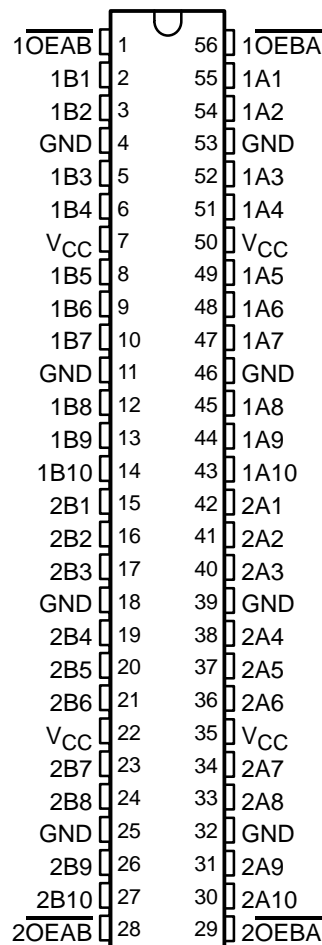 1OEAB 1 56 1OEBA
1B1 2 55 1A1
1B2 3 54 1A2
GND 4 53 GND
1B3 5 52 1A3
1B4 6 51 1A4
VCC 7 50 VCC
1B5 8 49 1A5
1B6 9 48 1A6
1B7 10 47 1A7
GND 11 46 GND
1B8 12 45 1A8
1B9 13 44 1A9
1B10 14 43 1A10
2B1 15 42 2A1
2B2 16 41 2A2
2B3 17 40 2A3
GND 18 39 GND
2B4 19 38 2A4
2B5 20 37 2A5
2B6 21 36 2A6
VCC 22 35 VCC
2B7 23 34 2A7
2B8 24 33 2A8
GND 25 32 GND
2B9 26 31 2A9
2B10 27 30 2A10
2OEAB 28 29 2OEBA